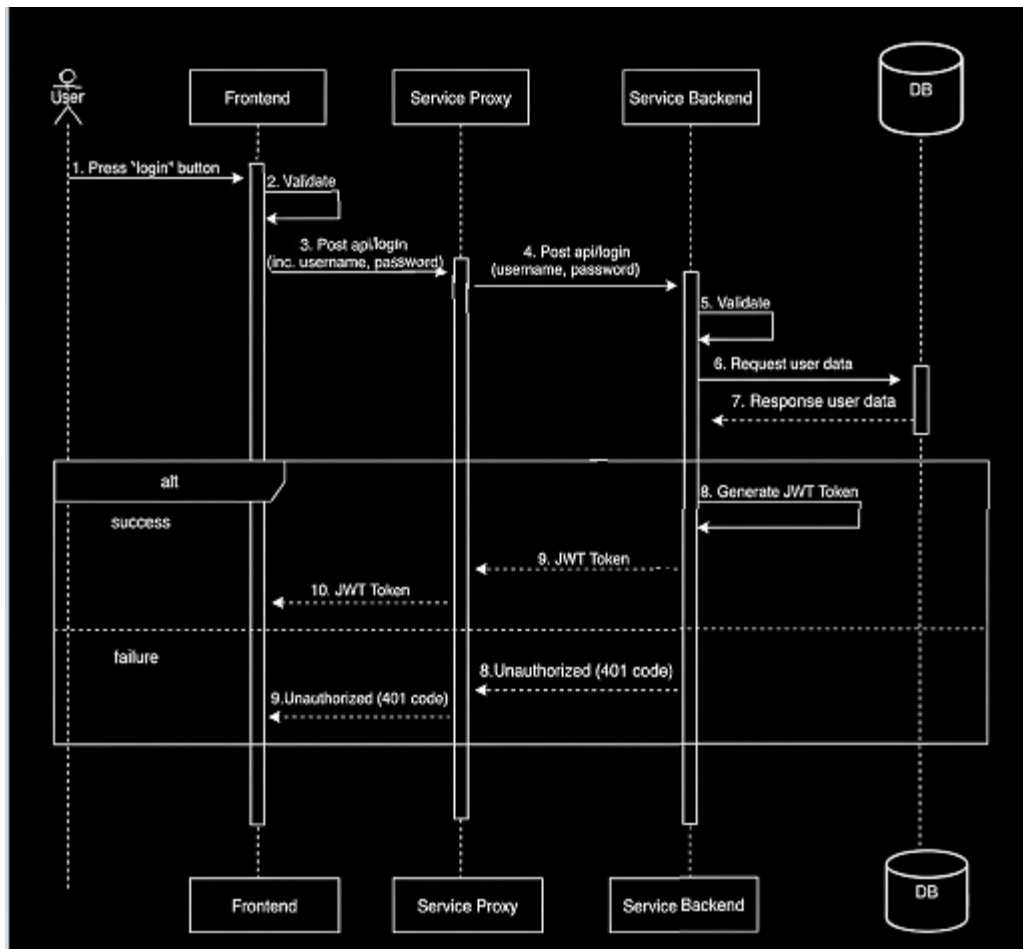 User
Frontend
Service Proxy
Service Backend
DB
1. Press "login" button
2. Validate
3. Post api/login
(inc. username, password)
4. Post api/login
(username, password)
5. Validate
6. Request user data
7. Response user data
alt
success
8. Generate JWT Token
9. JWT Token
10. JWT Token
failure
8.Unauthorized (401 code)
9.Unauthorized (401 code)
Frontend
Service Proxy
Service Backend
DB